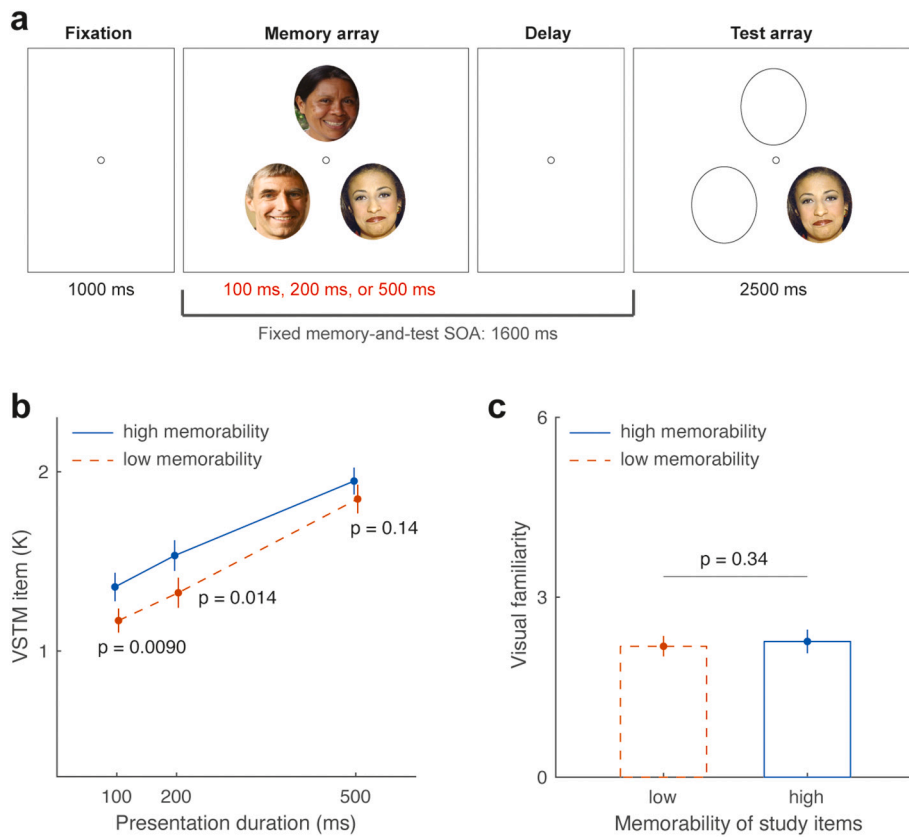 a
Fixation
Memory array
Delay
Test array
1000 ms
100 ms, 200 ms, or 500 ms
2500 ms
Fixed memory-and-test SOA: 1600 ms
b
high memorability
low memorability
2
1
VSTM item (K)
p = 0.0090
p = 0.014
p = 0.14
100
200
500
Presentation duration (ms)
c
high memorability
low memorability
6
3
0
Visual familiarity
p = 0.34
low
high
Memorability of study items